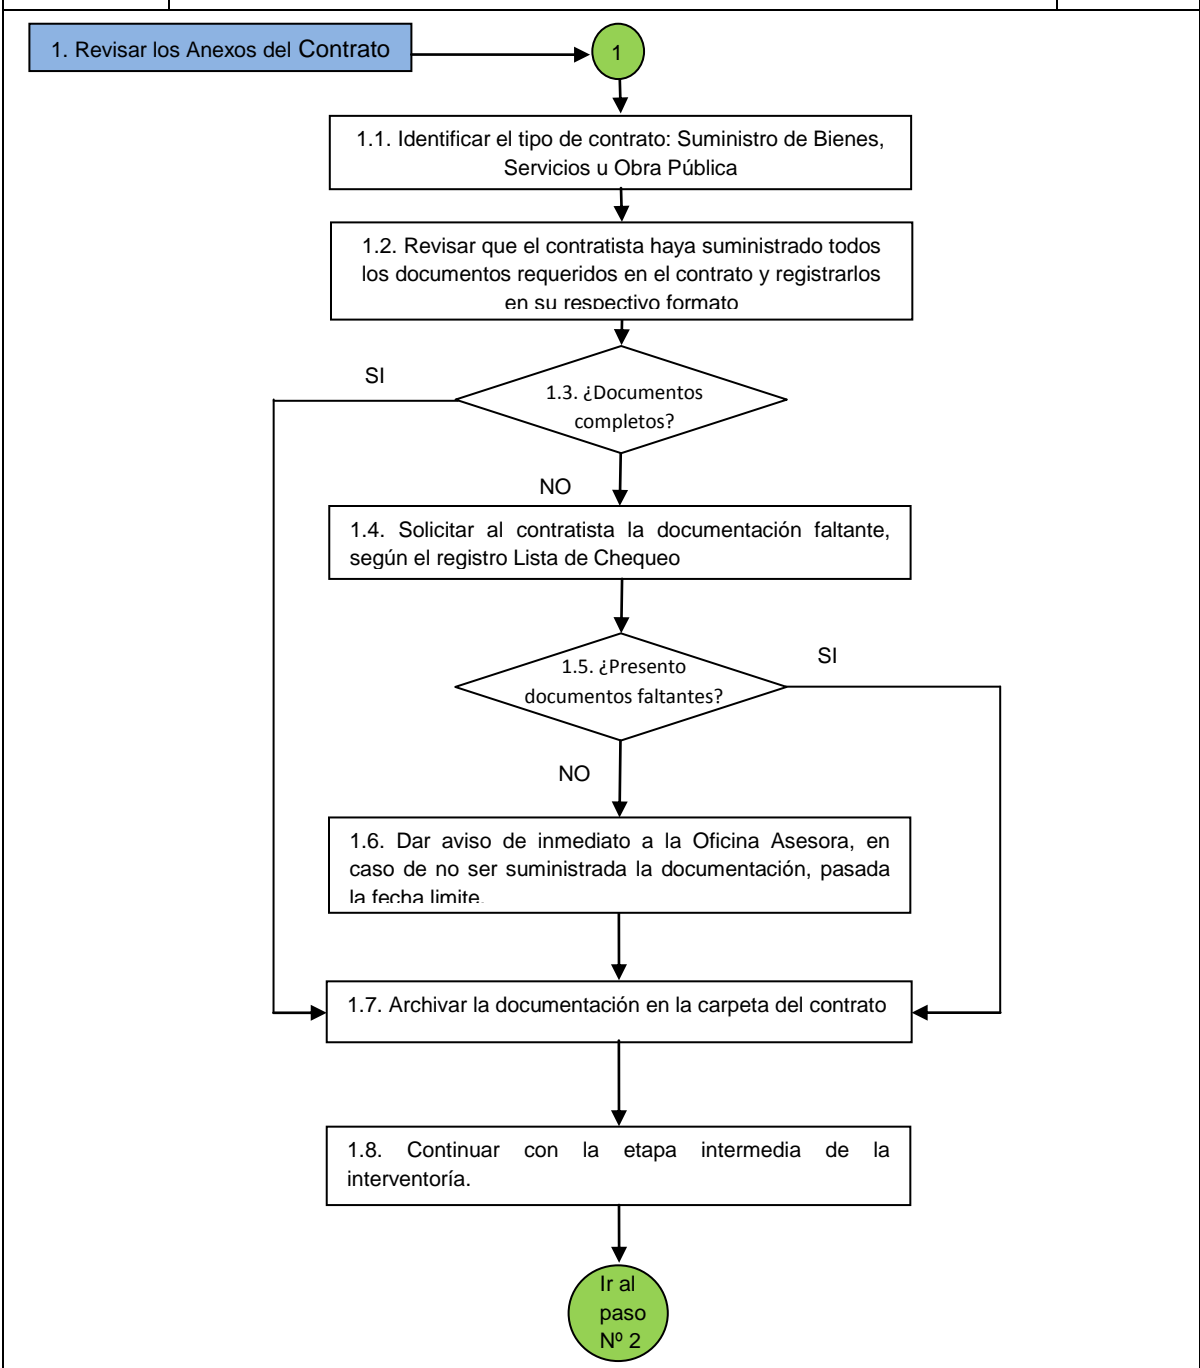 1. Revisar los Anexos del Contrato
1
1.1. Identificar el tipo de contrato: Suministro de Bienes,
Servicios u Obra Pública
1.2. Revisar que el contratista haya suministrado todos
los documentos requeridos en el contrato y registrarlos
en su respectivo formato
SI
1.3. ¿Documentos
completos?
NO
1.4. Solicitar al contratista la documentación faltante,
según el registro Lista de Chequeo
1.5. ¿Presento
documentos faltantes?
SI
NO
1.6. Dar aviso de inmediato a la Oficina Asesora, en
caso de no ser suministrada la documentación, pasada
la fecha limite.
1.7. Archivar la documentación en la carpeta del contrato
1.8. Continuar con la etapa intermedia de la
interventoría.
Ir al
paso
Nº 2